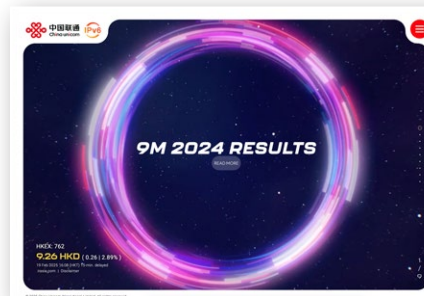 中国联通
China unicom
IPv6
9M 2024 RESULTS
READ MORE
HKEX: 762
9.26 HKD ( 0.26 | 2.89% )